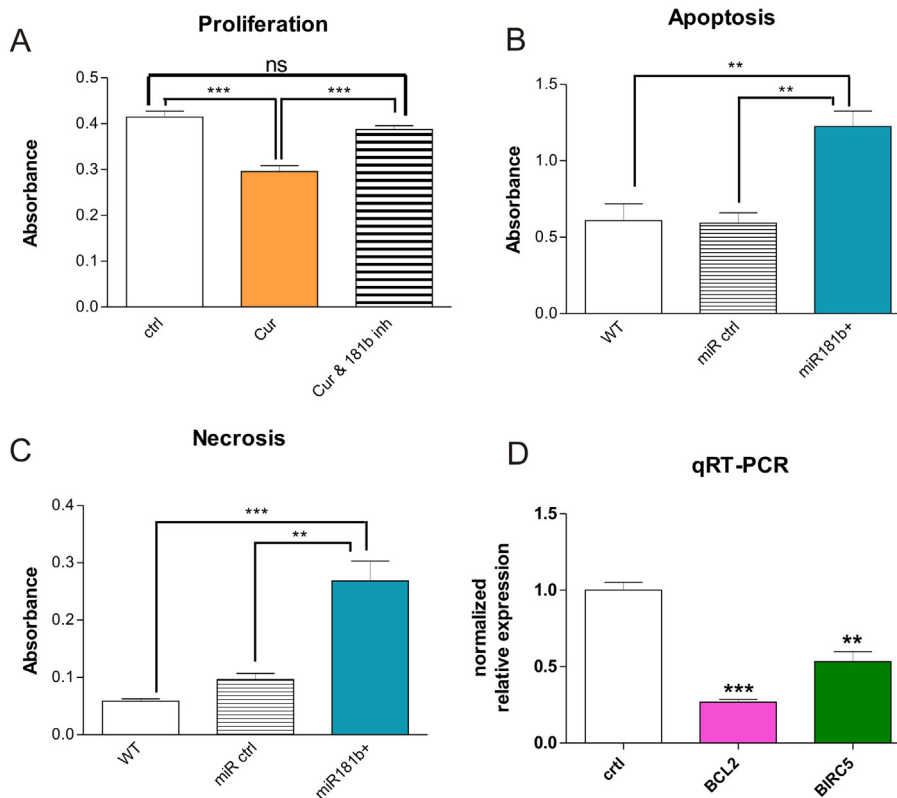 A
Proliferation
ns
***
***
0.5
0.4
0.3
0.2
0.1
0.0
Absorbance
ctrl
Cur
Cur & 181b inh
B
Apoptosis
**
**
1.5
1.0
0.5
0.0
Absorbance
WT
miR ctrl
miR181b+
C
Necrosis
***
**
0.4
0.3
0.2
0.1
0.0
Absorbance
WT
miR ctrl
miR181b+
D
qRT-PCR
1.5
1.0
0.5
0.0
normalized
relative expression
***
**
crtl
BCL2
BIRC5